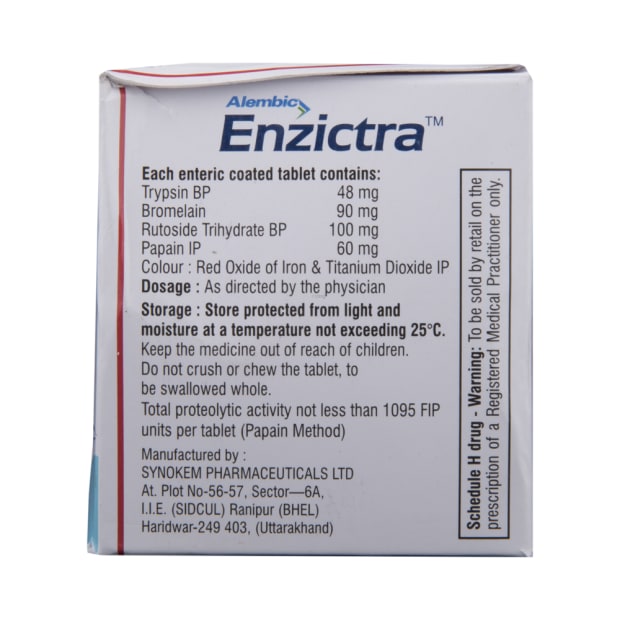 Alembic
Enzictra™
Each enteric coated tablet contains:
Trypsin BP 48 mg
Bromelain 90 mg
Rutoside Trihydrate BP 100 mg
Papain IP 60 mg
Colour : Red Oxide of Iron & Titanium Dioxide IP
Dosage : As directed by the physician
Storage : Store protected from light and
moisture at a temperature not exceeding 25°C.
Keep the medicine out of reach of children.
Do not crush or chew the tablet, to
be swallowed whole.
Total proteolytic activity not less than 1095 FIP
units per tablet (Papain Method)
Manufactured by :
SYNOKEM PHARMACEUTICALS LTD
At. Plot No-56-57, Sector—6A,
I.I.E. (SIDCUL) Ranipur (BHEL)
Haridwar-249 403, (Uttarakhand)
Schedule H drug - Warning: To be sold by retail on the
prescription of a Registered Medical Practitioner only.